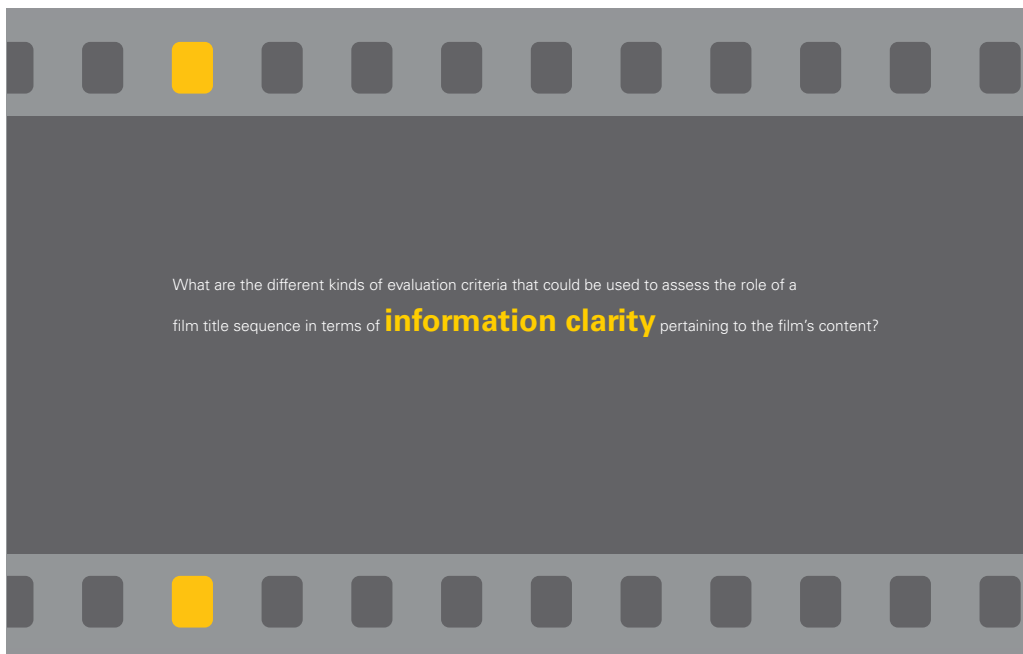 What are the different kinds of evaluation criteria that could be used to assess the role of a
film title sequence in terms of information clarity pertaining to the film’s content?